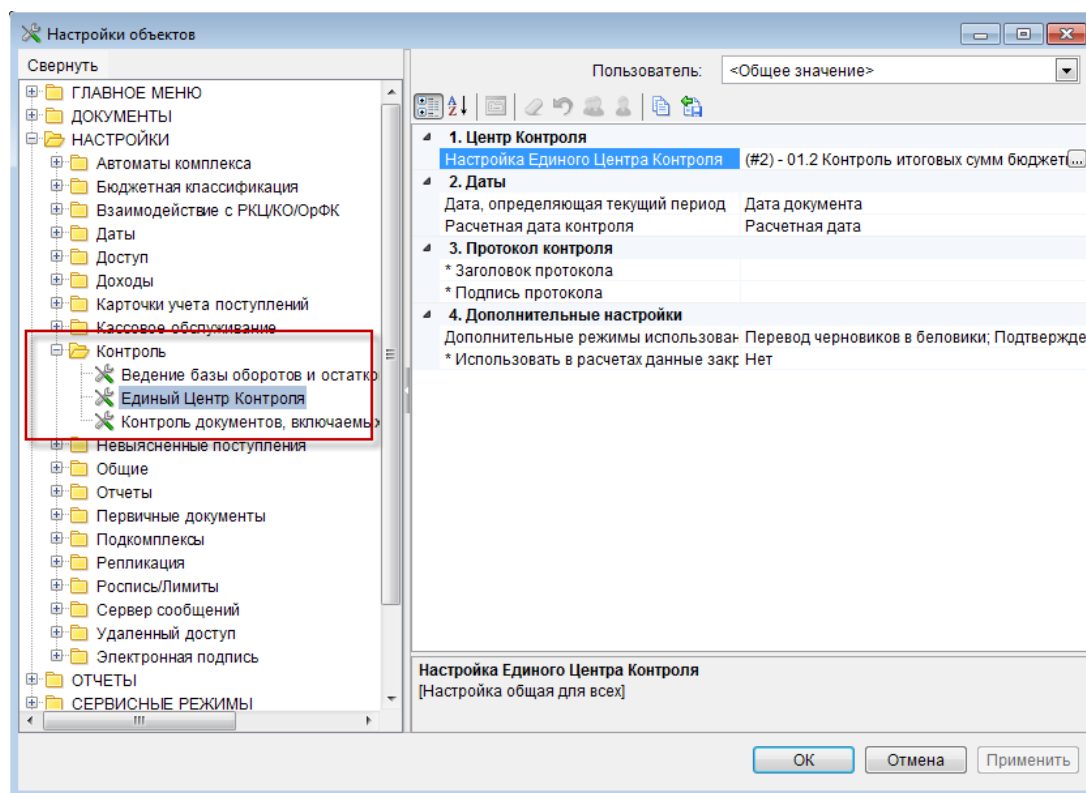 Настройки объектов
Свернуть
ГЛАВНОЕ МЕНЮ
ДОКУМЕНТЫ
НАСТРОЙКИ
Автоматы комплекса
Бюджетная классификация
Взаимодействие с РКЦ/КО/ОрФК
Даты
Доступ
Доходы
Карточки учета поступлений
Кассовое обслуживание
Контроль
Ведение базы оборотов и остатко
Единый Центр Контроля
Контроль документов, включаемых
Невыясненные поступления
Общие
Отчеты
Первичные документы
Подкомплексы
Репликация
Роспись/Лимиты
Сервер сообщений
Удаленный доступ
Электронная подпись
ОТЧЕТЫ
СЕРВИСНЫЕ РЕЖИМЫ
Пользователь: <Общее значение>
1. Центр Контроля
Настройка Единого Центра Контроля (#2) - 01.2 Контроль итоговых сумм бюджетн...
2. Даты
Дата, определяющая текущий период Дата документа
Расчетная дата контроля Расчетная дата
3. Протокол контроля
* Заголовок протокола
* Подпись протокола
4. Дополнительные настройки
Дополнительные режимы использован Перевод черновиков в беловики; Подтвержде
* Использовать в расчетах данные закр Нет
Настройка Единого Центра Контроля
[Настройка общая для всех]
ОК Отмена Применить